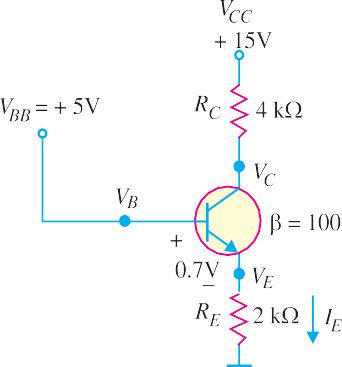 V_CC
+ 15V
R_C 4 kΩ
V_BB = + 5V
V_C
V_B
β = 100
+
0.7V
−
V_E
R_E 2 kΩ I_E